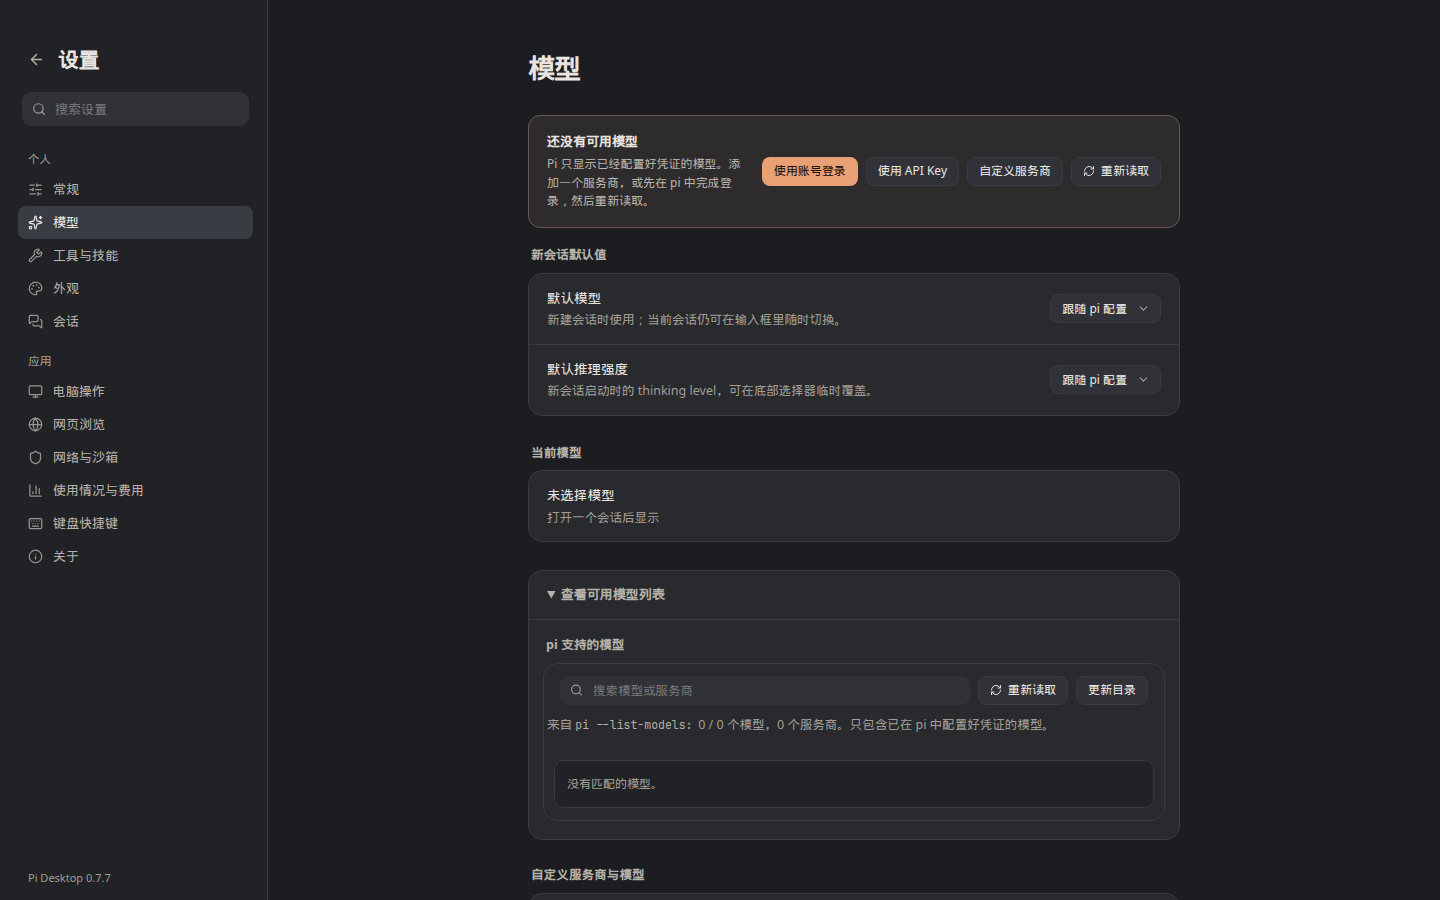 设置
搜索设置
个人
常规
模型
工具与技能
外观
会话
应用
电脑操作
网页浏览
网络与沙箱
使用情况与费用
键盘快捷键
关于
Pi Desktop 0.7.7
模型
还没有可用模型
Pi 只显示已经配置好凭证的模型。添
加一个服务商，或先在 pi 中完成登
录，然后重新读取。
使用账号登录
使用 API Key
自定义服务商
重新读取
新会话默认值
默认模型
新建会话时使用；当前会话仍可在输入框里随时切换。
跟随 pi 配置
默认推理强度
新会话启动时的 thinking level，可在底部选择器临时覆盖。
跟随 pi 配置
当前模型
未选择模型
打开一个会话后显示
▼ 查看可用模型列表
pi 支持的模型
搜索模型或服务商
重新读取
更新目录
来自 pi --list-models: 0 / 0 个模型，0 个服务商。只包含已在 pi 中配置好凭证的模型。
没有匹配的模型。
自定义服务商与模型